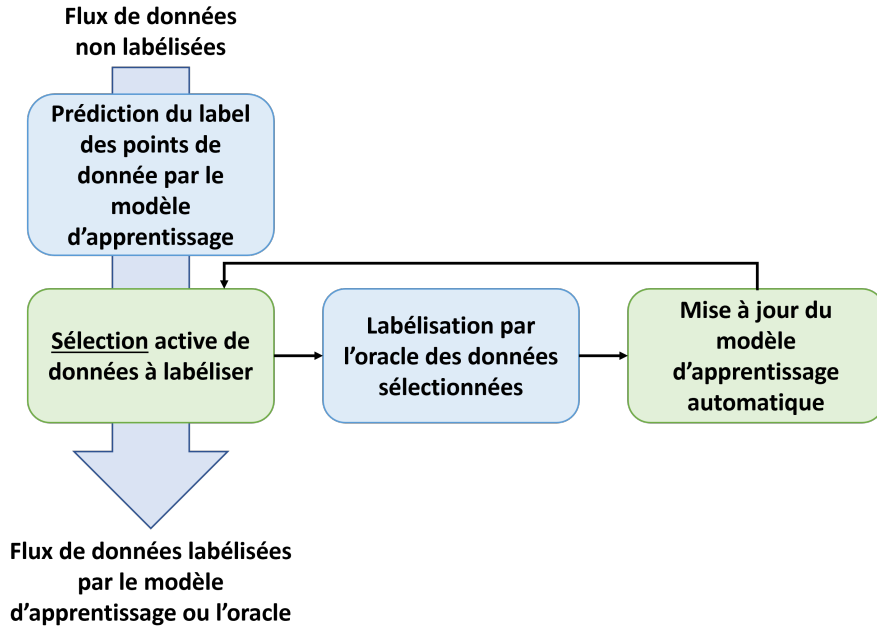 Flux de données
non labélisées
Prédiction du label
des points de
donnée par le
modèle
d'apprentissage
Sélection active de
données à labéliser
Labélisation par
l'oracle des données
sélectionnées
Mise à jour du
modèle
d'apprentissage
automatique
Flux de données labélisées
par le modèle
d'apprentissage ou l'oracle